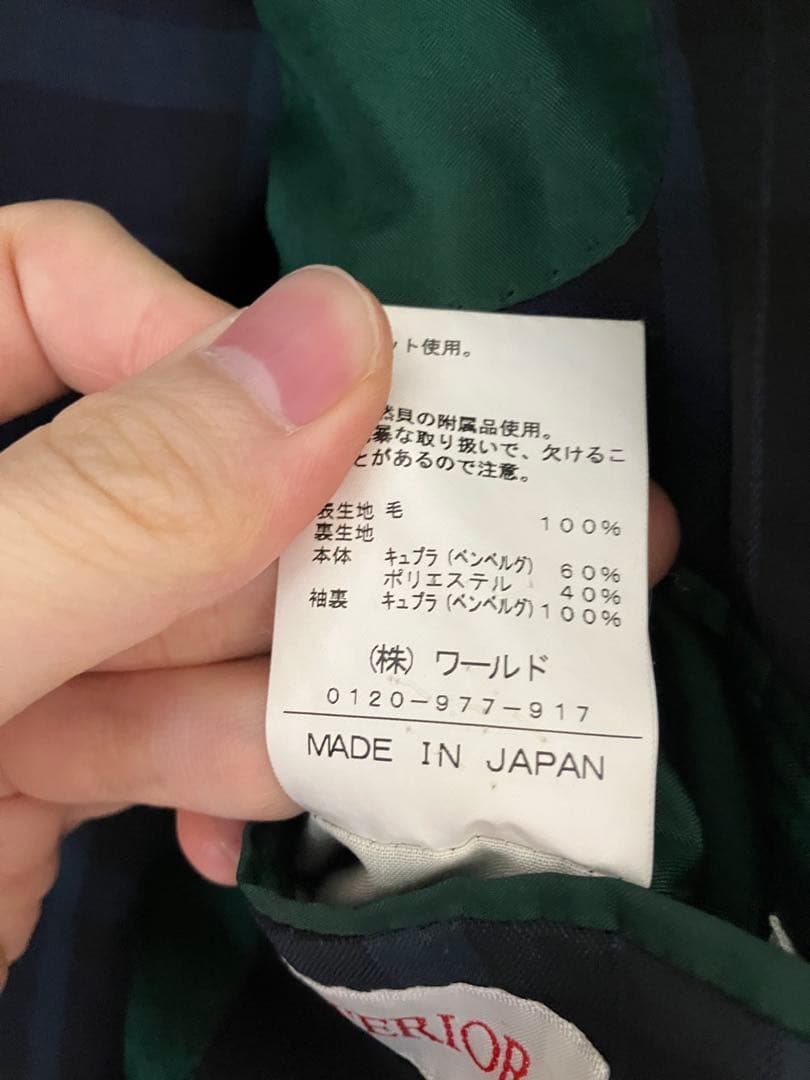 ット使用。
然貝の附属品使用。
暴な取り扱いで、欠けるこ
とがあるので注意。
表生地 毛 100%
裏生地
本体 キュプラ(ベンベルグ) 60%
ポリエステル 40%
袖裏 キュプラ(ベンベルグ) 100%
(株) ワールド
0120-977-917
MADE IN JAPAN
TERIOR